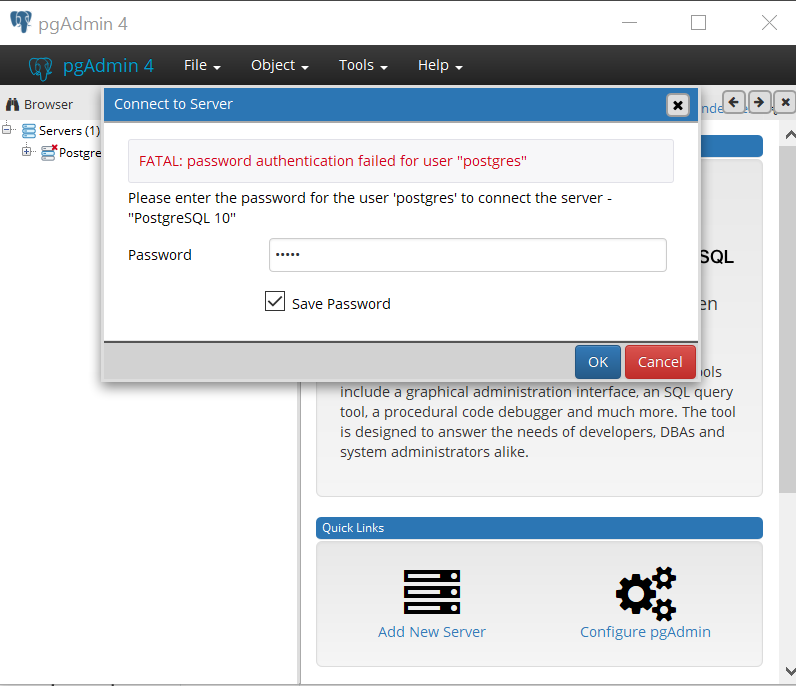 pgAdmin 4
pgAdmin 4 File Object Tools Help
Browser
Connect to Server
Servers (1)
Postgre
FATAL: password authentication failed for user "postgres"
Please enter the password for the user 'postgres' to connect the server -
"PostgreSQL 10"
Password •••••
Save Password
OK Cancel
SQL
en
ols
include a graphical administration interface, an SQL query
tool, a procedural code debugger and much more. The tool
is designed to answer the needs of developers, DBAs and
system administrators alike.
Quick Links
Add New Server
Configure pgAdmin